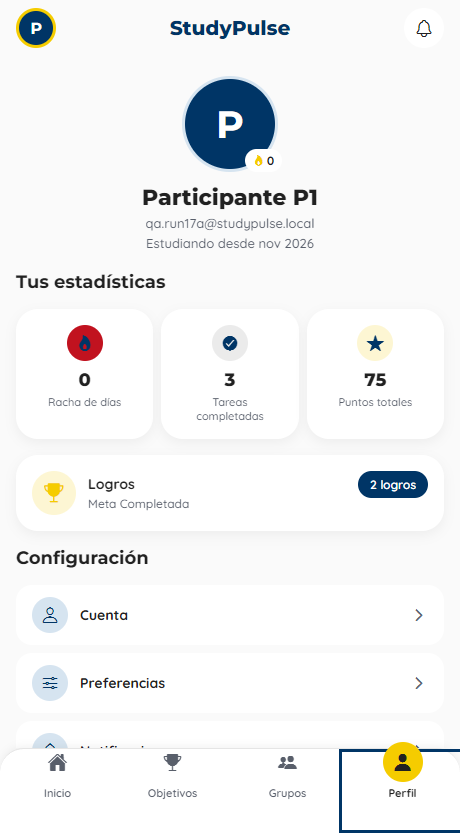 P
StudyPulse
P
0
Participante P1
qa.run17a@studypulse.local
Estudiando desde nov 2026
Tus estadísticas
0
Racha de días
3
Tareas
completadas
75
Puntos totales
Logros
Meta Completada
2 logros
Configuración
Cuenta
Preferencias
Inicio
Objetivos
Grupos
Perfil